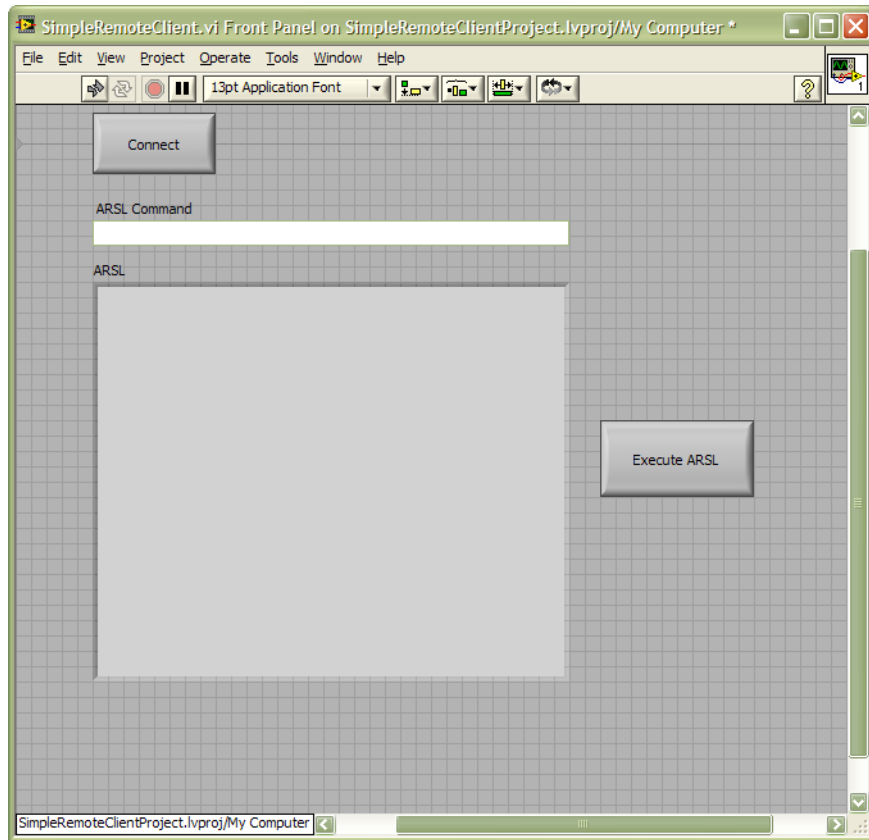 SimpleRemoteClient.vi Front Panel on SimpleRemoteClientProject.lvproj/My Computer *
File Edit View Project Operate Tools Window Help
13pt Application Font
?
1
Connect
ARSL Command
ARSL
Execute ARSL
SimpleRemoteClientProject.lvproj/My Computer